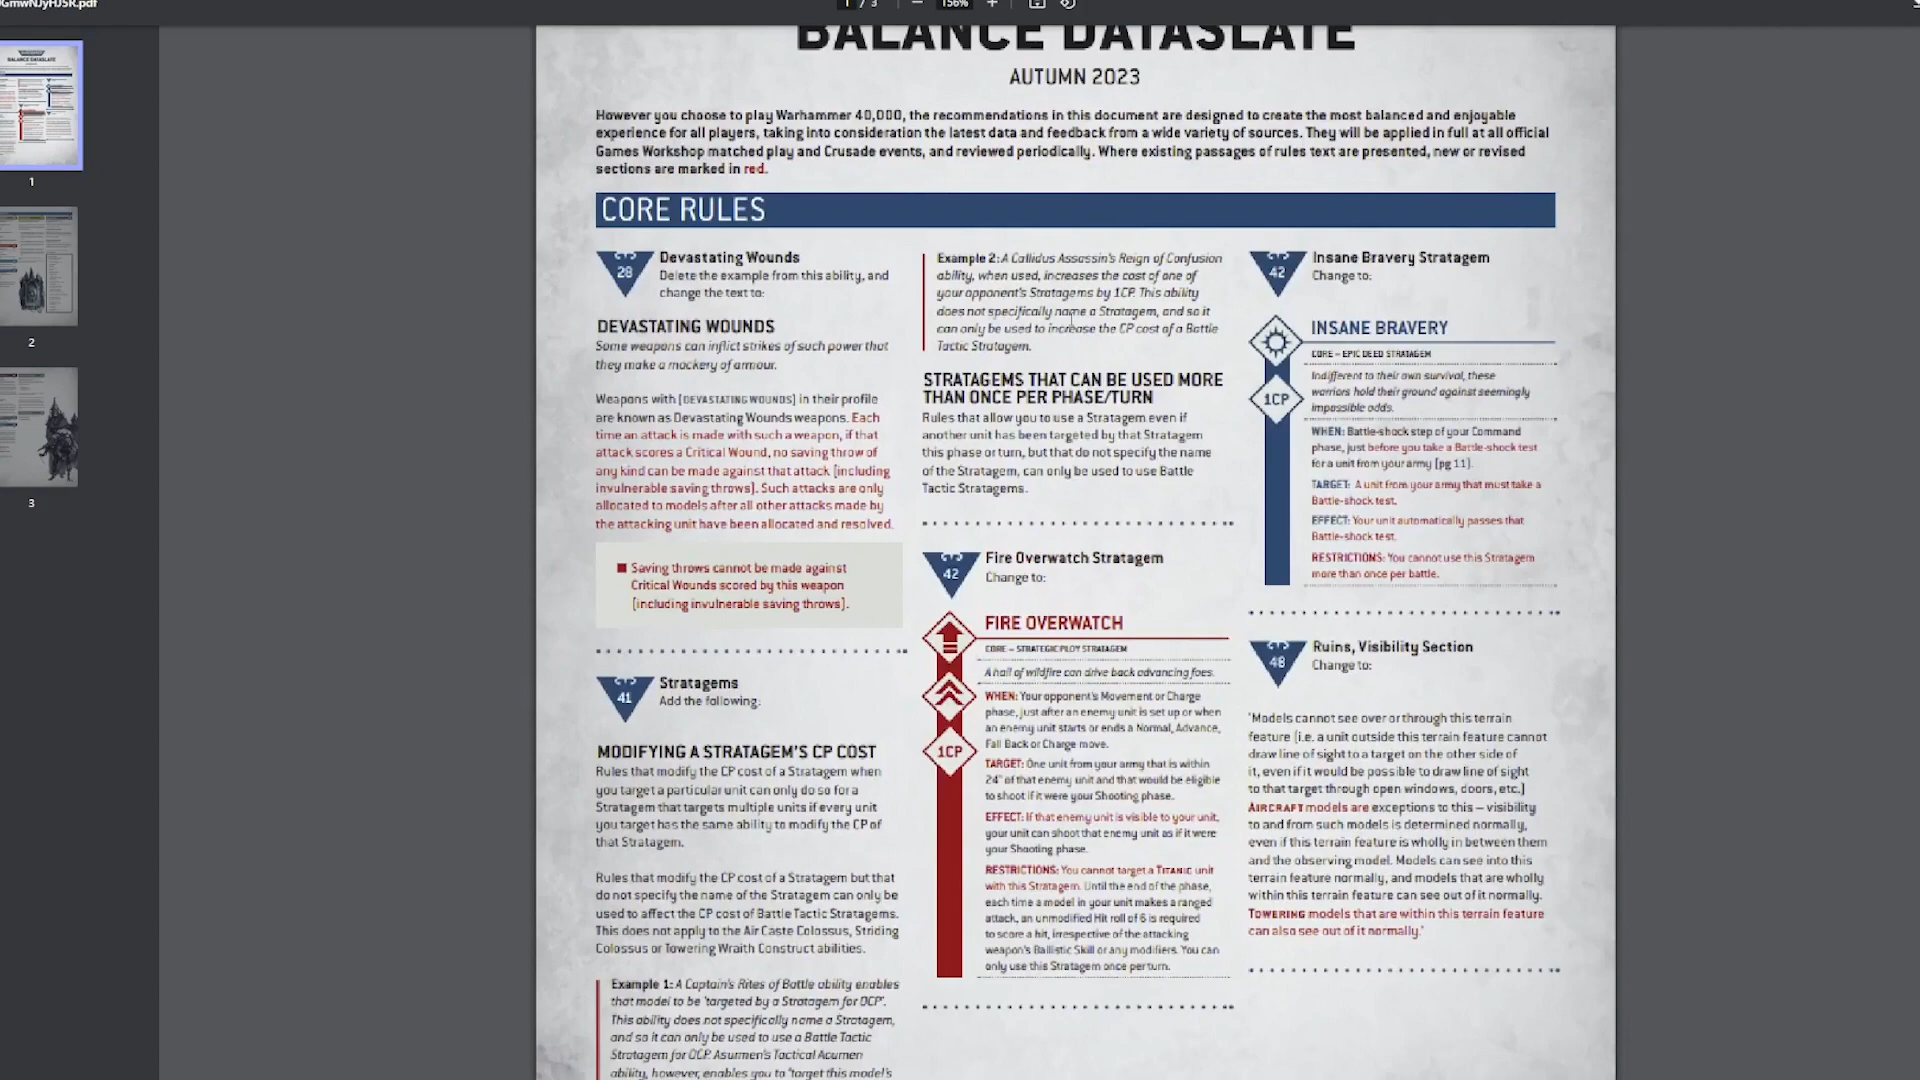 GmwNJyHJ5R.pdf
1 / 3
156%
1
2
3
BALANCE DATASLATE
AUTUMN 2023
However you choose to play Warhammer 40,000, the recommendations in this document are designed to create the most balanced and enjoyable
experience for all players, taking into consideration the latest data and feedback from a wide variety of sources. They will be applied in full at all official
Games Workshop matched play and Crusade events, and reviewed periodically. Where existing passages of rules text are presented, new or revised
sections are marked in red.
CORE RULES
28
Devastating Wounds
Delete the example from this ability, and
change the text to:
DEVASTATING WOUNDS
Some weapons can inflict strikes of such power that
they make a mockery of armour.
Weapons with [DEVASTATING WOUNDS] in their profile
are known as Devastating Wounds weapons. Each
time an attack is made with such a weapon, if that
attack scores a Critical Wound, no saving throw of
any kind can be made against that attack (including
invulnerable saving throws). Such attacks are only
allocated to models after all other attacks made by
the attacking unit have been allocated and resolved.
■ Saving throws cannot be made against
Critical Wounds scored by this weapon
(including invulnerable saving throws).
41
Stratagems
Add the following:
MODIFYING A STRATAGEM'S CP COST
Rules that modify the CP cost of a Stratagem when
you target a particular unit can only do so for a
Stratagem that targets multiple units if every unit
you target has the same ability to modify the CP of
that Stratagem.
Rules that modify the CP cost of a Stratagem but that
do not specify the name of the Stratagem can only be
used to affect the CP cost of Battle Tactic Stratagems.
This does not apply to the Air Caste Colossus, Striding
Colossus or Towering Wraith Construct abilities.
Example 1: A Captain's Rites of Battle ability enables
that model to be 'targeted by a Stratagem for 0CP'.
This ability does not specifically name a Stratagem,
and so it can only be used to use a Battle Tactic
Stratagem for 0CP. Asurmen's Tactical Acumen
ability, however, enables you to 'target this model's
Example 2: A Callidus Assassin's Reign of Confusion
ability, when used, increases the cost of one of
your opponent's Stratagems by 1CP. This ability
does not specifically name a Stratagem, and so it
can only be used to increase the CP cost of a Battle
Tactic Stratagem.
STRATAGEMS THAT CAN BE USED MORE
THAN ONCE PER PHASE/TURN
Rules that allow you to use a Stratagem even if
another unit has been targeted by that Stratagem
this phase or turn, but that do not specify the name
of the Stratagem, can only be used to use Battle
Tactic Stratagems.
42
Fire Overwatch Stratagem
Change to:
FIRE OVERWATCH
CORE – STRATEGIC PLOY STRATAGEM
A hail of wildfire can drive back advancing foes.
1CP
WHEN: Your opponent's Movement or Charge
phase, just after an enemy unit is set up or when
an enemy unit starts or ends a Normal, Advance,
Fall Back or Charge move.
TARGET: One unit from your army that is within
24" of that enemy unit and that would be eligible
to shoot if it were your Shooting phase.
EFFECT: If that enemy unit is visible to your unit,
your unit can shoot that enemy unit as if it were
your Shooting phase.
RESTRICTIONS: You cannot target a TITANIC unit
with this Stratagem. Until the end of the phase,
each time a model in your unit makes a ranged
attack, an unmodified Hit roll of 6 is required
to score a hit, irrespective of the attacking
weapon's Ballistic Skill or any modifiers. You can
only use this Stratagem once per turn.
42
Insane Bravery Stratagem
Change to:
INSANE BRAVERY
CORE – EPIC DEED STRATAGEM
1CP
Indifferent to their own survival, these
warriors hold their ground against seemingly
impossible odds.
WHEN: Battle-shock step of your Command
phase, just before you take a Battle-shock test
for a unit from your army (pg 11).
TARGET: A unit from your army that must take a
Battle-shock test.
EFFECT: Your unit automatically passes that
Battle-shock test.
RESTRICTIONS: You cannot use this Stratagem
more than once per battle.
48
Ruins, Visibility Section
Change to:
'Models cannot see over or through this terrain
feature (i.e. a unit outside this terrain feature cannot
draw line of sight to a target on the other side of
it, even if it would be possible to draw line of sight
to that target through open windows, doors, etc.)
AIRCRAFT models are exceptions to this – visibility
to and from such models is determined normally,
even if this terrain feature is wholly in between them
and the observing model. Models can see into this
terrain feature normally, and models that are wholly
within this terrain feature can see out of it normally.
TOWERING models that are within this terrain feature
can also see out of it normally.'